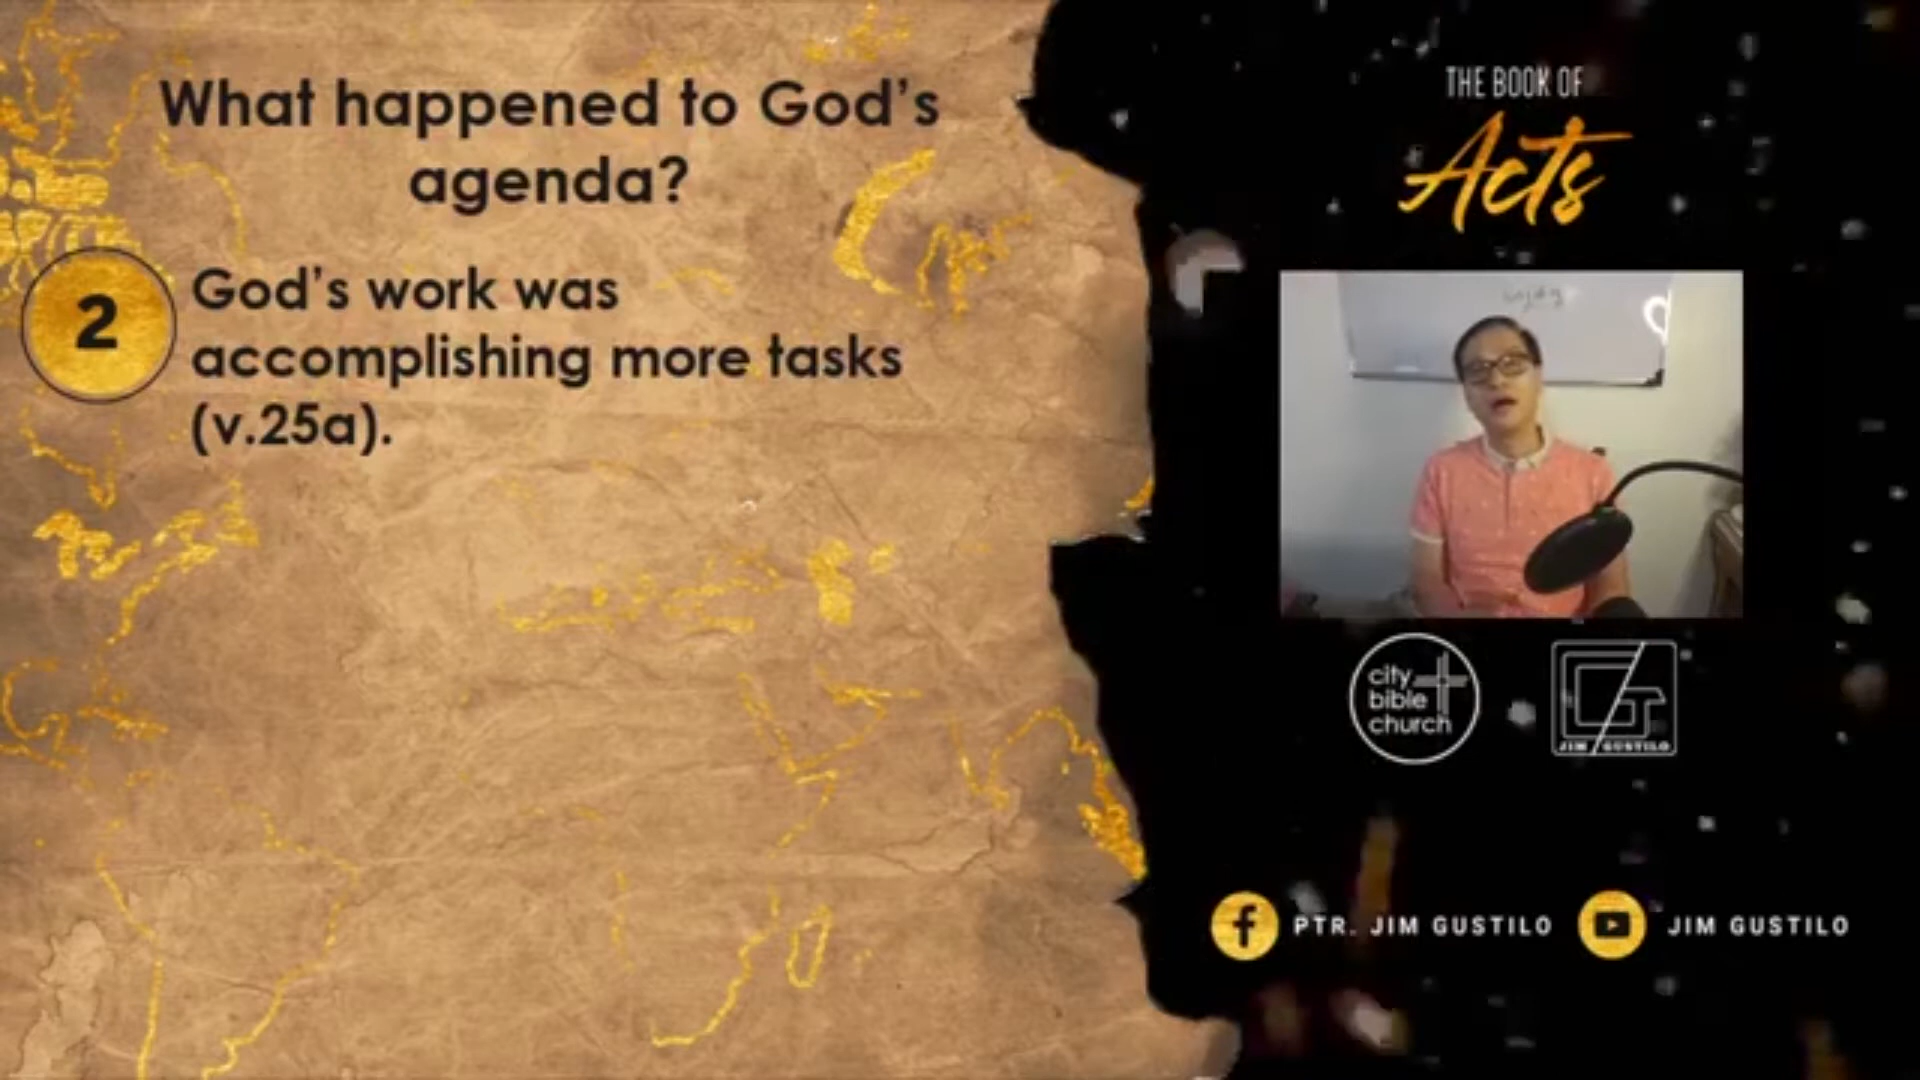 What happened to God's
agenda?
2
God's work was
accomplishing more tasks
(v.25a).
THE BOOK OF
Acts
city
bible
church
JIM GUSTILO
PTR. JIM GUSTILO
JIM GUSTILO